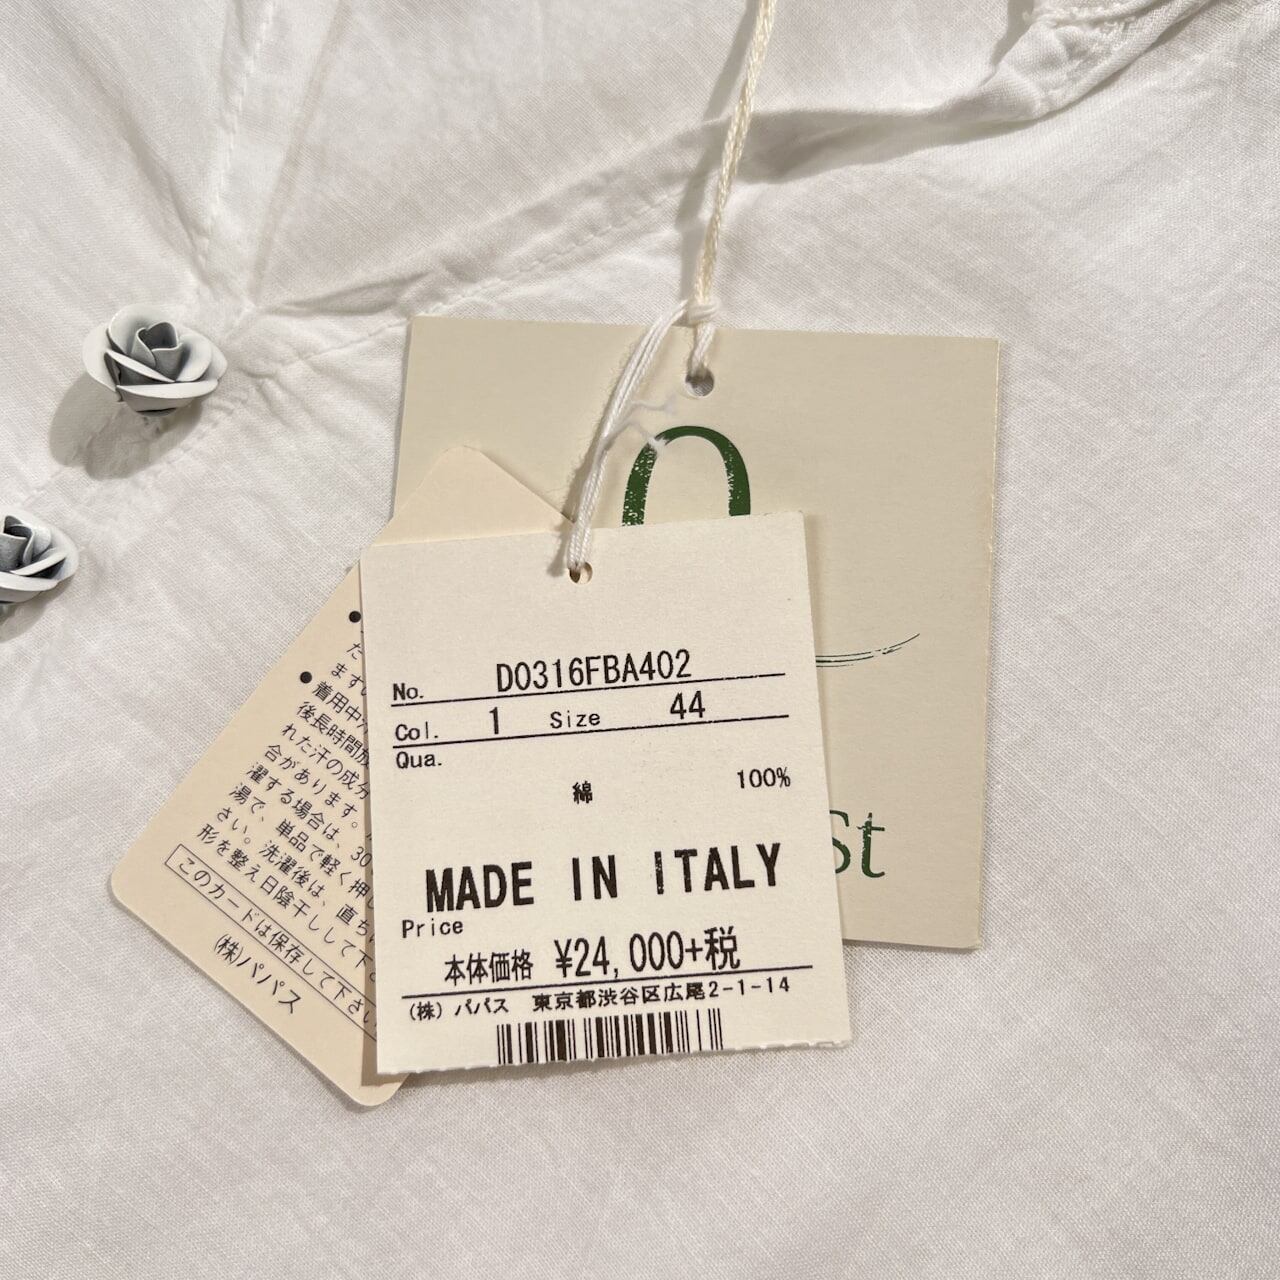 No. D0316FBA402
Col. 1 Size 44
Qua.
綿 100%
MADE IN ITALY
Price
本体価格 ¥24,000+税
(株) パパス 東京都渋谷区広尾2-1-14
St
●
た
ます
●着用中
後長時間放
れた汗の成分
合があります。
濯する場合は、30
湯で、単品で軽く押し
さい。洗濯後は、直ち
形を整え日陰干しして下
このカードは保存して下さい
(株)パパス